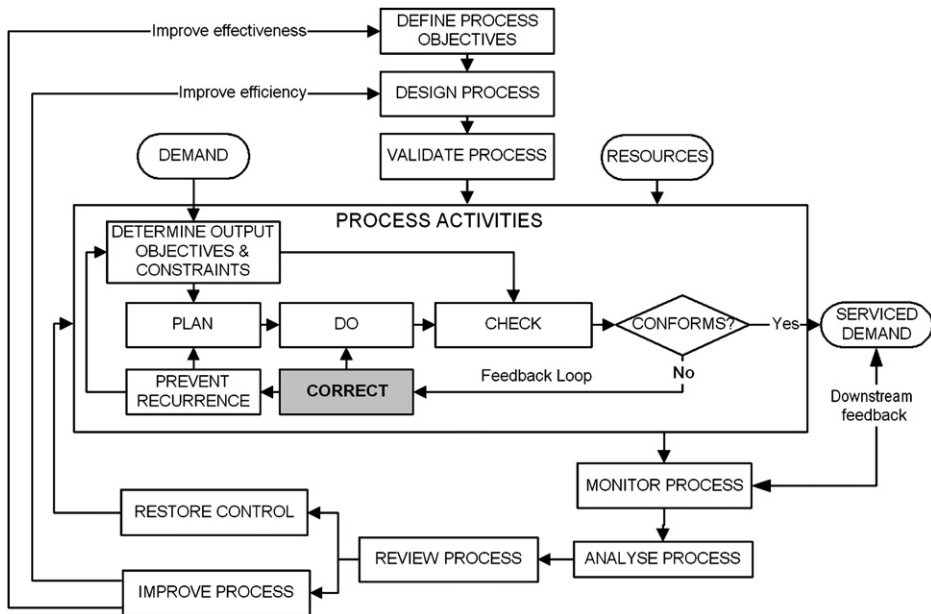 Improve effectiveness
DEFINE PROCESS
OBJECTIVES
Improve efficiency
DESIGN PROCESS
DEMAND
VALIDATE PROCESS
RESOURCES
PROCESS ACTIVITIES
DETERMINE OUTPUT
OBJECTIVES &
CONSTRAINTS
PLAN
DO
CHECK
CONFORMS?
Yes
SERVICED
DEMAND
PREVENT
RECURRENCE
CORRECT
Feedback Loop
No
Downstream
feedback
MONITOR PROCESS
RESTORE CONTROL
REVIEW PROCESS
ANALYSE PROCESS
IMPROVE PROCESS